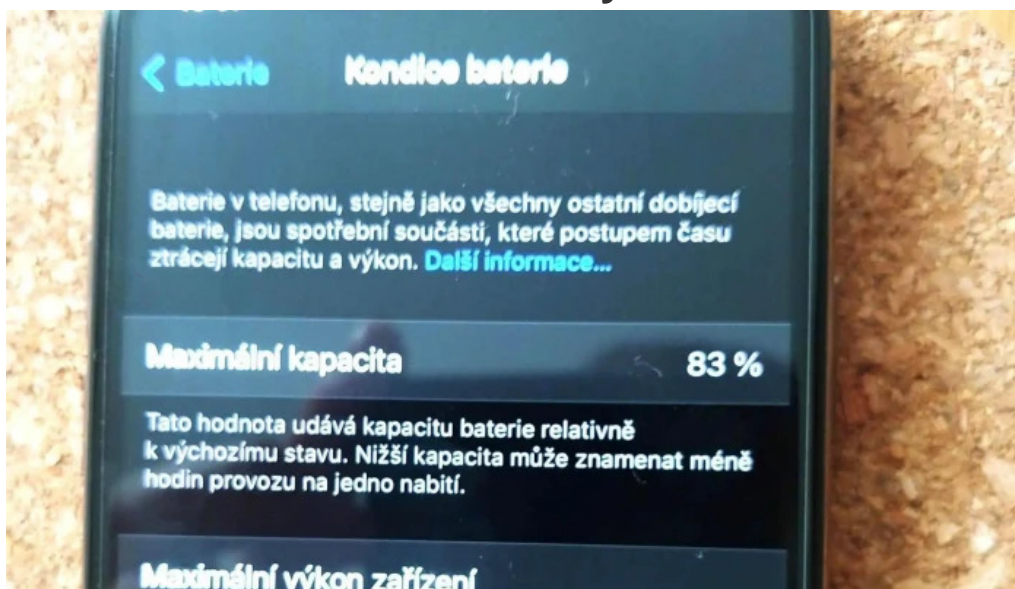 Baterie
Kondice baterie
Baterie v telefonu, stejně jako všechny ostatní dobíjecí
baterie, jsou spotřební součásti, které postupem času
ztrácejí kapacitu a výkon. Další informace...
Maximální kapacita
83 %
Tato hodnota udává kapacitu baterie relativně
k výchozímu stavu. Nižší kapacita může znamenat méně
hodin provozu na jedno nabití.
Maximální výkon zařízení